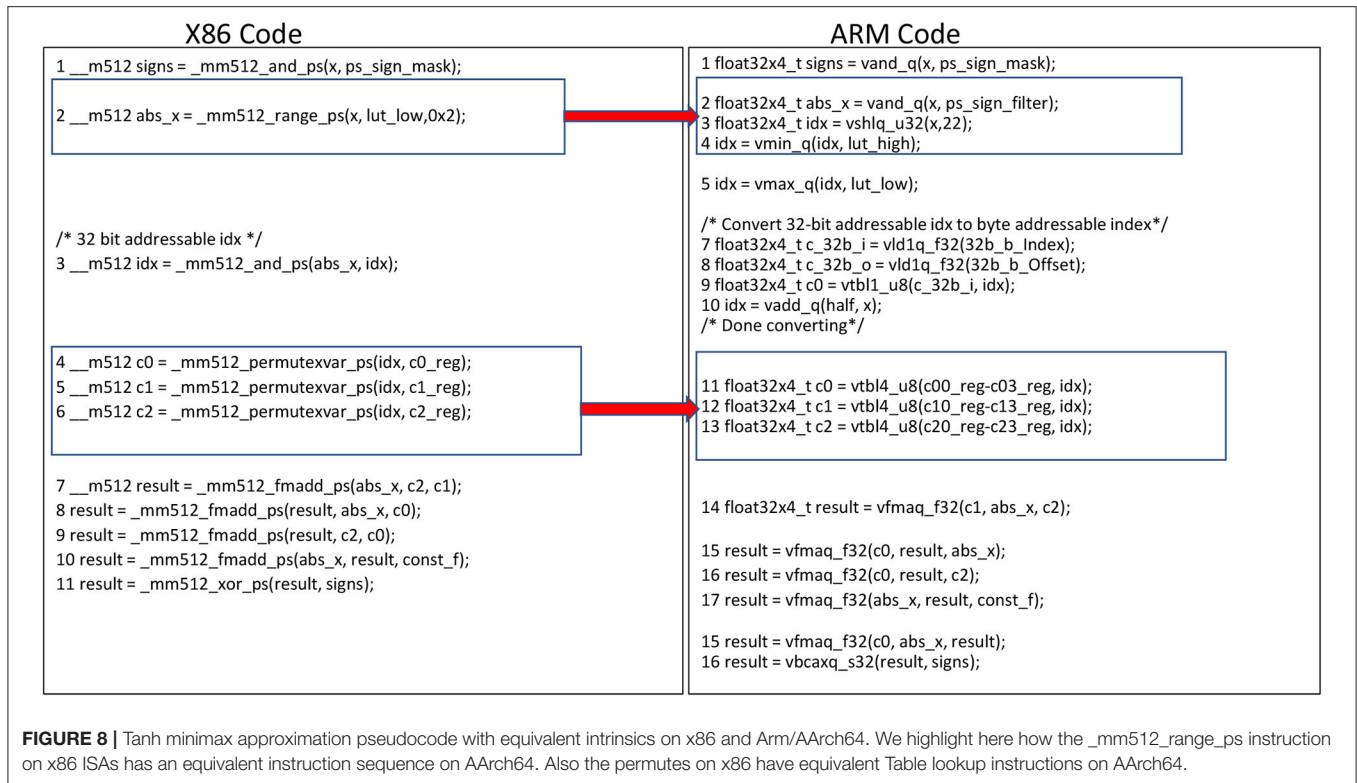 X86 Code
1 __m512 signs = _mm512_and_ps(x, ps_sign_mask);
2 __m512 abs_x = _mm512_range_ps(x, lut_low,0x2);
/* 32 bit addressable idx */
3 __m512 idx = _mm512_and_ps(abs_x, idx);
4 __m512 c0 = _mm512_permutexvar_ps(idx, c0_reg);
5 __m512 c1 = _mm512_permutexvar_ps(idx, c1_reg);
6 __m512 c2 = _mm512_permutexvar_ps(idx, c2_reg);
7 __m512 result = _mm512_fmadd_ps(abs_x, c2, c1);
8 result = _mm512_fmadd_ps(result, abs_x, c0);
9 result = _mm512_fmadd_ps(result, c2, c0);
10 result = _mm512_fmadd_ps(abs_x, result, const_f);
11 result = _mm512_xor_ps(result, signs);
ARM Code
1 float32x4_t signs = vand_q(x, ps_sign_mask);
2 float32x4_t abs_x = vand_q(x, ps_sign_filter);
3 float32x4_t idx = vshlq_u32(x,22);
4 idx = vmin_q(idx, lut_high);
5 idx = vmax_q(idx, lut_low);
/* Convert 32-bit addressable idx to byte addressable index*/
7 float32x4_t c_32b_i = vld1q_f32(32b_b_Index);
8 float32x4_t c_32b_o = vld1q_f32(32b_b_Offset);
9 float32x4_t c0 = vtbl1_u8(c_32b_i, idx);
10 idx = vadd_q(half, x);
/* Done converting*/
11 float32x4_t c0 = vtbl4_u8(c00_reg-c03_reg, idx);
12 float32x4_t c1 = vtbl4_u8(c10_reg-c13_reg, idx);
13 float32x4_t c2 = vtbl4_u8(c20_reg-c23_reg, idx);
14 float32x4_t result = vfmaq_f32(c1, abs_x, c2);
15 result = vfmaq_f32(c0, result, abs_x);
16 result = vfmaq_f32(c0, result, c2);
17 result = vfmaq_f32(abs_x, result, const_f);
15 result = vfmaq_f32(c0, abs_x, result);
16 result = vbcaxq_s32(result, signs);
FIGURE 8 | Tanh minimax approximation pseudocode with equivalent intrinsics on x86 and Arm/AArch64. We highlight here how the _mm512_range_ps instruction
on x86 ISAs has an equivalent instruction sequence on AArch64. Also the permutes on x86 have equivalent Table lookup instructions on AArch64.